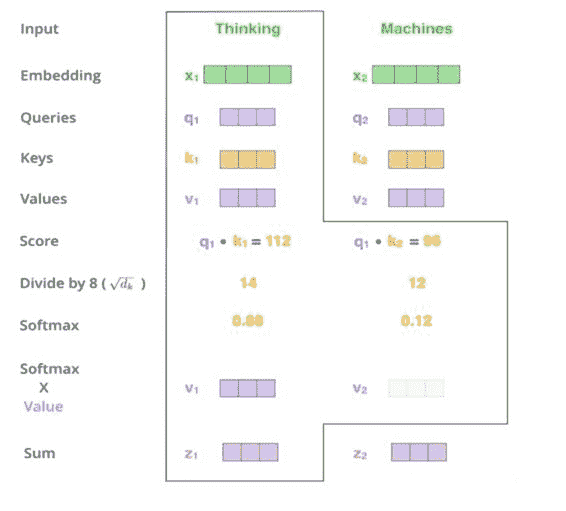 Input Thinking Machines
Embedding x₁ x₂
Queries q₁ q₂
Keys k₁ k₂
Values v₁ v₂
Score q₁ • k₁ = 112 q₁ • k₂ = 96
Divide by 8 ( √dₖ ) 14 12
Softmax 0.88 0.12
Softmax
X
Value v₁ v₂
Sum z₁ z₂